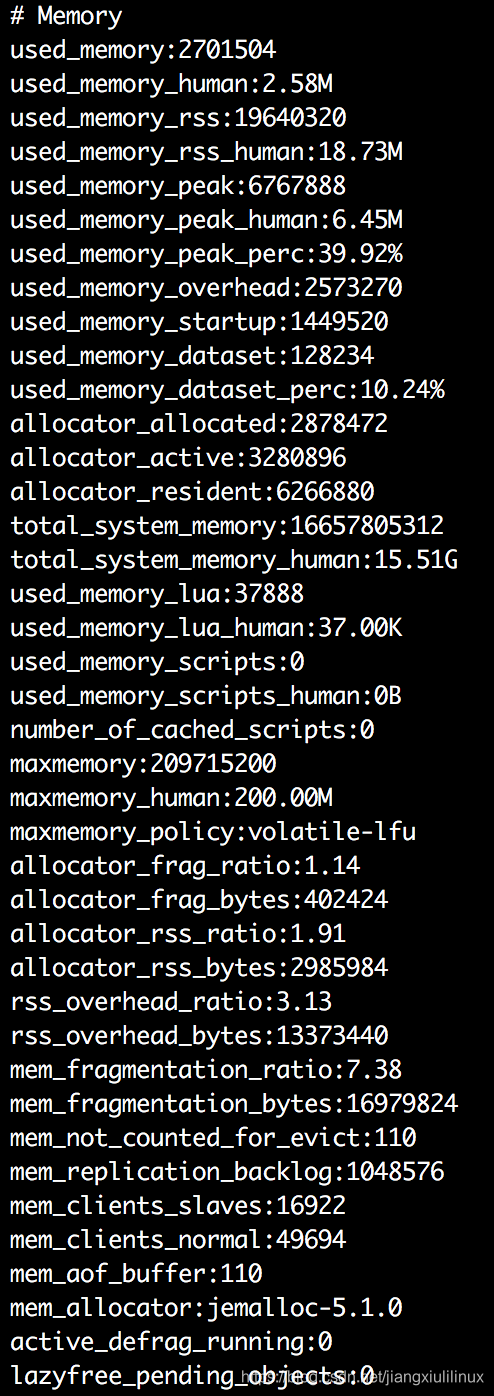 # Memory
used_memory:2701504
used_memory_human:2.58M
used_memory_rss:19640320
used_memory_rss_human:18.73M
used_memory_peak:6767888
used_memory_peak_human:6.45M
used_memory_peak_perc:39.92%
used_memory_overhead:2573270
used_memory_startup:1449520
used_memory_dataset:128234
used_memory_dataset_perc:10.24%
allocator_allocated:2878472
allocator_active:3280896
allocator_resident:6266880
total_system_memory:16657805312
total_system_memory_human:15.51G
used_memory_lua:37888
used_memory_lua_human:37.00K
used_memory_scripts:0
used_memory_scripts_human:0B
number_of_cached_scripts:0
maxmemory:209715200
maxmemory_human:200.00M
maxmemory_policy:volatile-lfu
allocator_frag_ratio:1.14
allocator_frag_bytes:402424
allocator_rss_ratio:1.91
allocator_rss_bytes:2985984
rss_overhead_ratio:3.13
rss_overhead_bytes:13373440
mem_fragmentation_ratio:7.38
mem_fragmentation_bytes:16979824
mem_not_counted_for_evict:110
mem_replication_backlog:1048576
mem_clients_slaves:16922
mem_clients_normal:49694
mem_aof_buffer:110
mem_allocator:jemalloc-5.1.0
active_defrag_running:0
lazyfree_pending_objects:0
https://blog.csdn.net/jiangxiulilinux